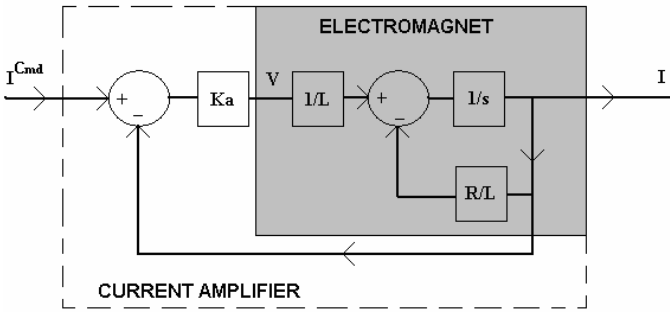 ELECTROMAGNET
I^Cmd
+
−
Ka
V
1/L
+
−
1/s
I
R/L
CURRENT AMPLIFIER